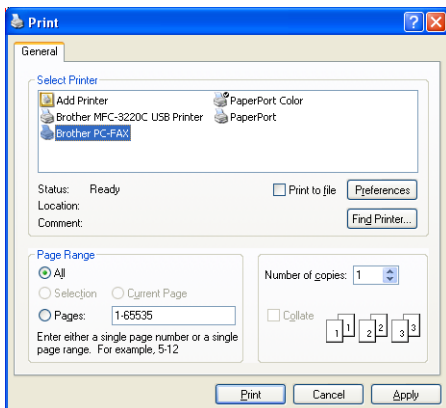 Print
General
Select Printer
Add Printer
PaperPort Color
Brother MFC-3220C USB Printer
PaperPort
Brother PC-FAX
Status: Ready
Print to file
Preferences
Location:
Comment:
Find Printer...
Page Range
All
Number of copies: 1
Selection
Current Page
Collate
Pages: 1-65535
1 1 2 2 3 3
Enter either a single page number or a single
page range. For example, 5-12
Print
Cancel
Apply